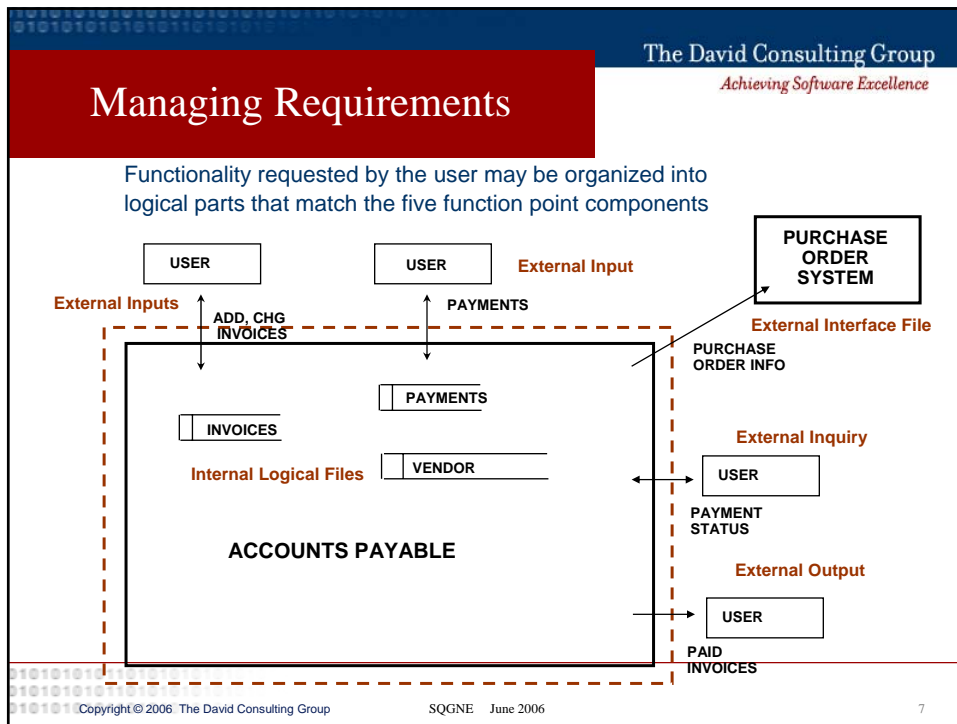 The David Consulting Group
Achieving Software Excellence
Managing Requirements
Functionality requested by the user may be organized into
logical parts that match the five function point components
USER
External Inputs
ADD, CHG
INVOICES
USER
External Input
PAYMENTS
PURCHASE
ORDER
SYSTEM
External Interface File
PURCHASE
ORDER INFO
PAYMENTS
INVOICES
VENDOR
Internal Logical Files
ACCOUNTS PAYABLE
External Inquiry
USER
PAYMENT
STATUS
External Output
USER
PAID
INVOICES
Copyright © 2006 The David Consulting Group
SQGNE June 2006
7